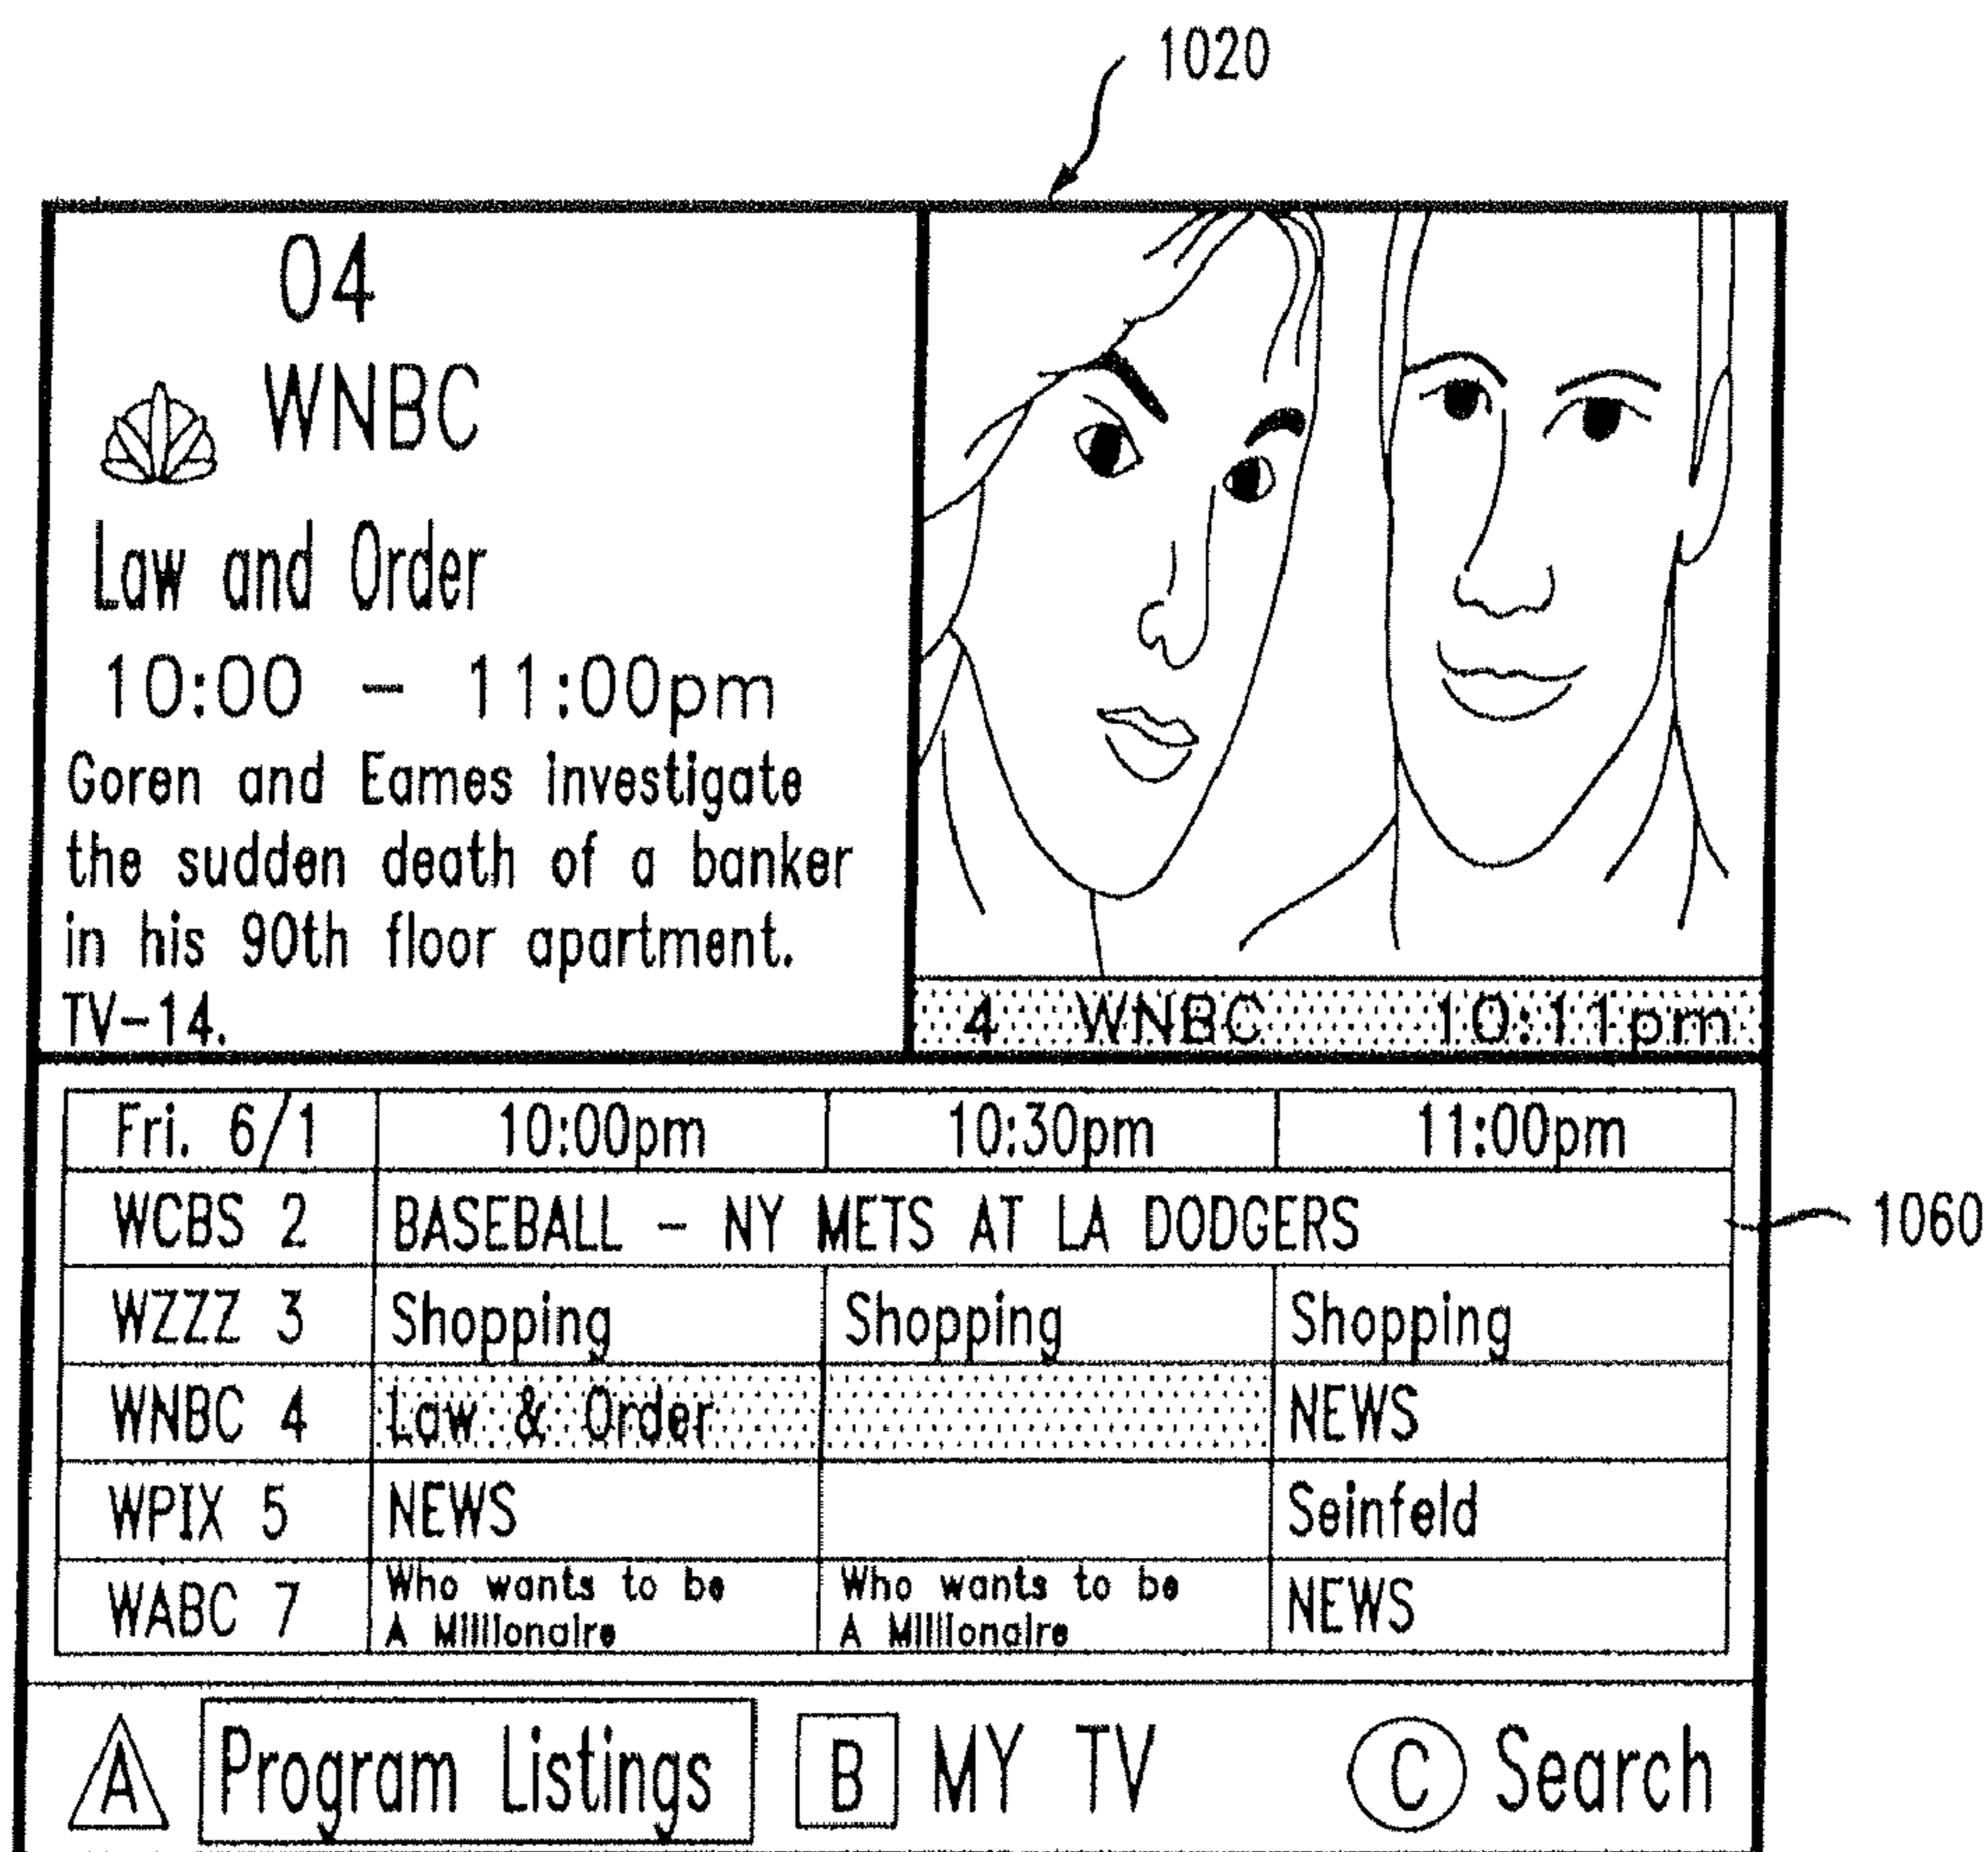 1020
04
WNBC
Law and Order
10:00 - 11:00pm
Goren and Eames investigate
the sudden death of a banker
in his 90th floor apartment.
TV-14.
4 WNBC 10:11pm
Fri. 6/1 10:00pm 10:30pm 11:00pm
WCBS 2 BASEBALL - NY METS AT LA DODGERS
1060
WZZZ 3 Shopping Shopping Shopping
WNBC 4 Law & Order NEWS
WPIX 5 NEWS Seinfeld
WABC 7 Who wants to be A Millionaire Who wants to be A Millionaire NEWS
A Program Listings B MY TV C Search